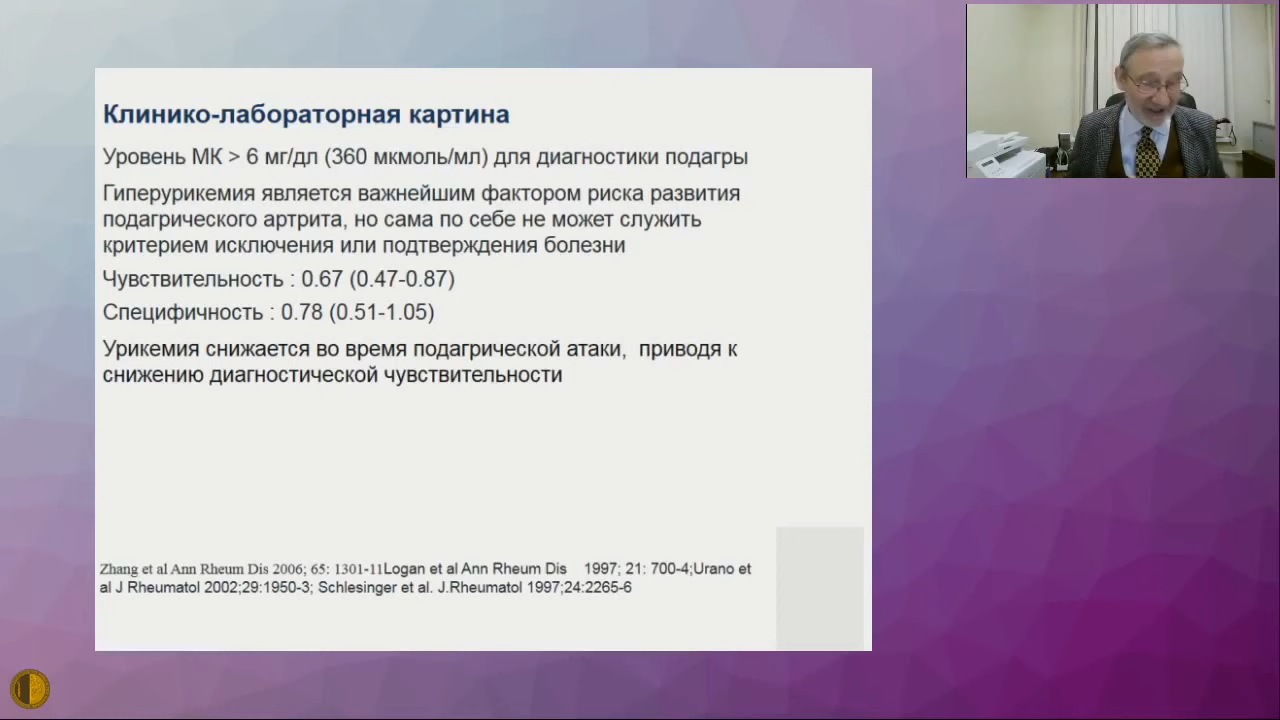 Клинико-лабораторная картина
Уровень МК > 6 мг/дл (360 мкмоль/мл) для диагностики подагры
Гиперурикемия является важнейшим фактором риска развития
подагрического артрита, но сама по себе не может служить
критерием исключения или подтверждения болезни
Чувствительность : 0.67 (0.47-0.87)
Специфичность : 0.78 (0.51-1.05)
Урикемия снижается во время подагрической атаки,  приводя к
снижению диагностической чувствительности
Zhang et al Ann Rheum Dis 2006; 65: 1301-11Logan et al Ann Rheum Dis    1997; 21: 700-4;Urano et
al J Rheumatol 2002;29:1950-3; Schlesinger et al. J.Rheumatol 1997;24:2265-6